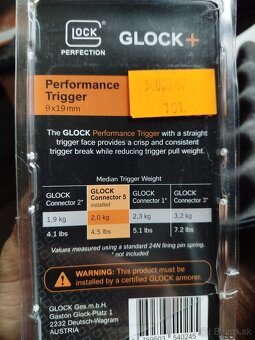 GLOCK
PERFECTION
GLOCK+
Performance
Trigger
9x19mm
The GLOCK Performance Trigger with a straight
trigger face provides a crisp and consistent
trigger break while reducing trigger pull weight.
Median Trigger Weight
GLOCK Connector 2* GLOCK Connector 5 installed GLOCK Connector 1* GLOCK Connector 3*
1,9 kg 2,0 kg 2,3 kg 3,2 kg
4.1 lbs 4.5 lbs 5.1 lbs 7.2 lbs
Values measured using a standard 24N firing pin spring.
*not included
WARNING: This product must be
installed by a certified GLOCK armorer.
GLOCK Ges.m.b.H.
Gaston Glock-Platz 1
2232 Deutsch-Wagram
AUSTRIA
bazos.sk